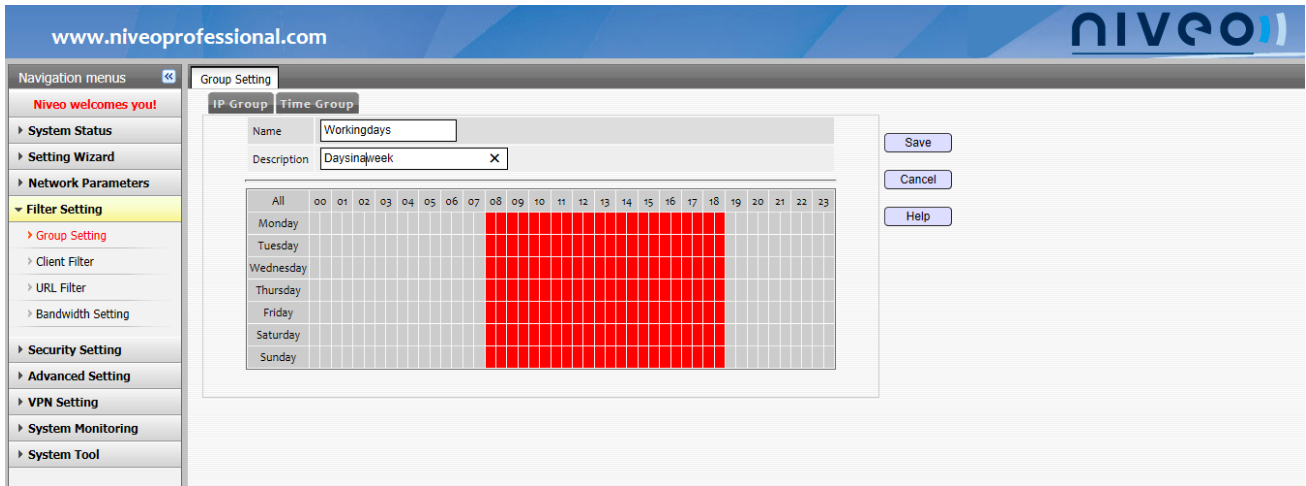 www.niveoprofessional.com
niveo
Navigation menus
Group Setting
Niveo welcomes you!
IP Group Time Group
System Status
Name Workingdays
Save
Setting Wizard
Description Daysinaweek
Network Parameters
Cancel
Filter Setting
All 00 01 02 03 04 05 06 07 08 09 10 11 12 13 14 15 16 17 18 19 20 21 22 23
Help
Monday
Group Setting
Tuesday
Client Filter
Wednesday
URL Filter
Thursday
Bandwidth Setting
Friday
Saturday
Security Setting
Sunday
Advanced Setting
VPN Setting
System Monitoring
System Tool